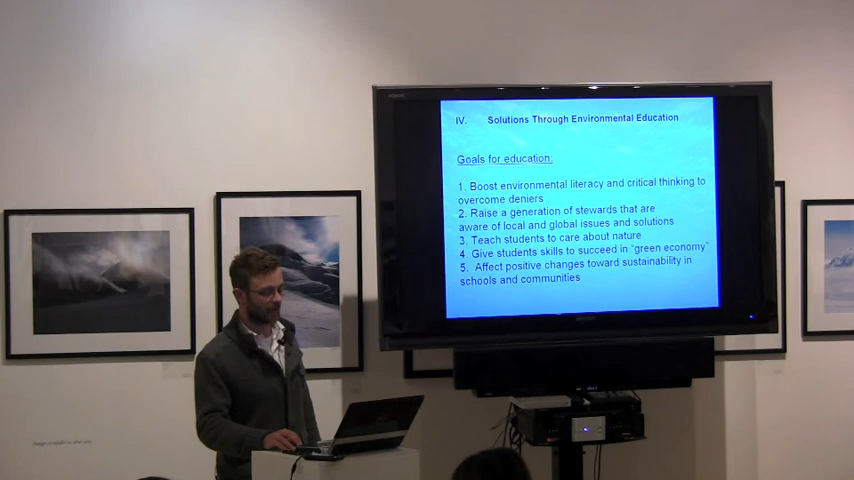 IV. Solutions Through Environmental Education
Goals for education:
1. Boost environmental literacy and critical thinking to
overcome deniers
2. Raise a generation of stewards that are
aware of local and global issues and solutions
3. Teach students to care about nature
4. Give students skills to succeed in “green economy”
5. Affect positive changes toward sustainability in
schools and communities